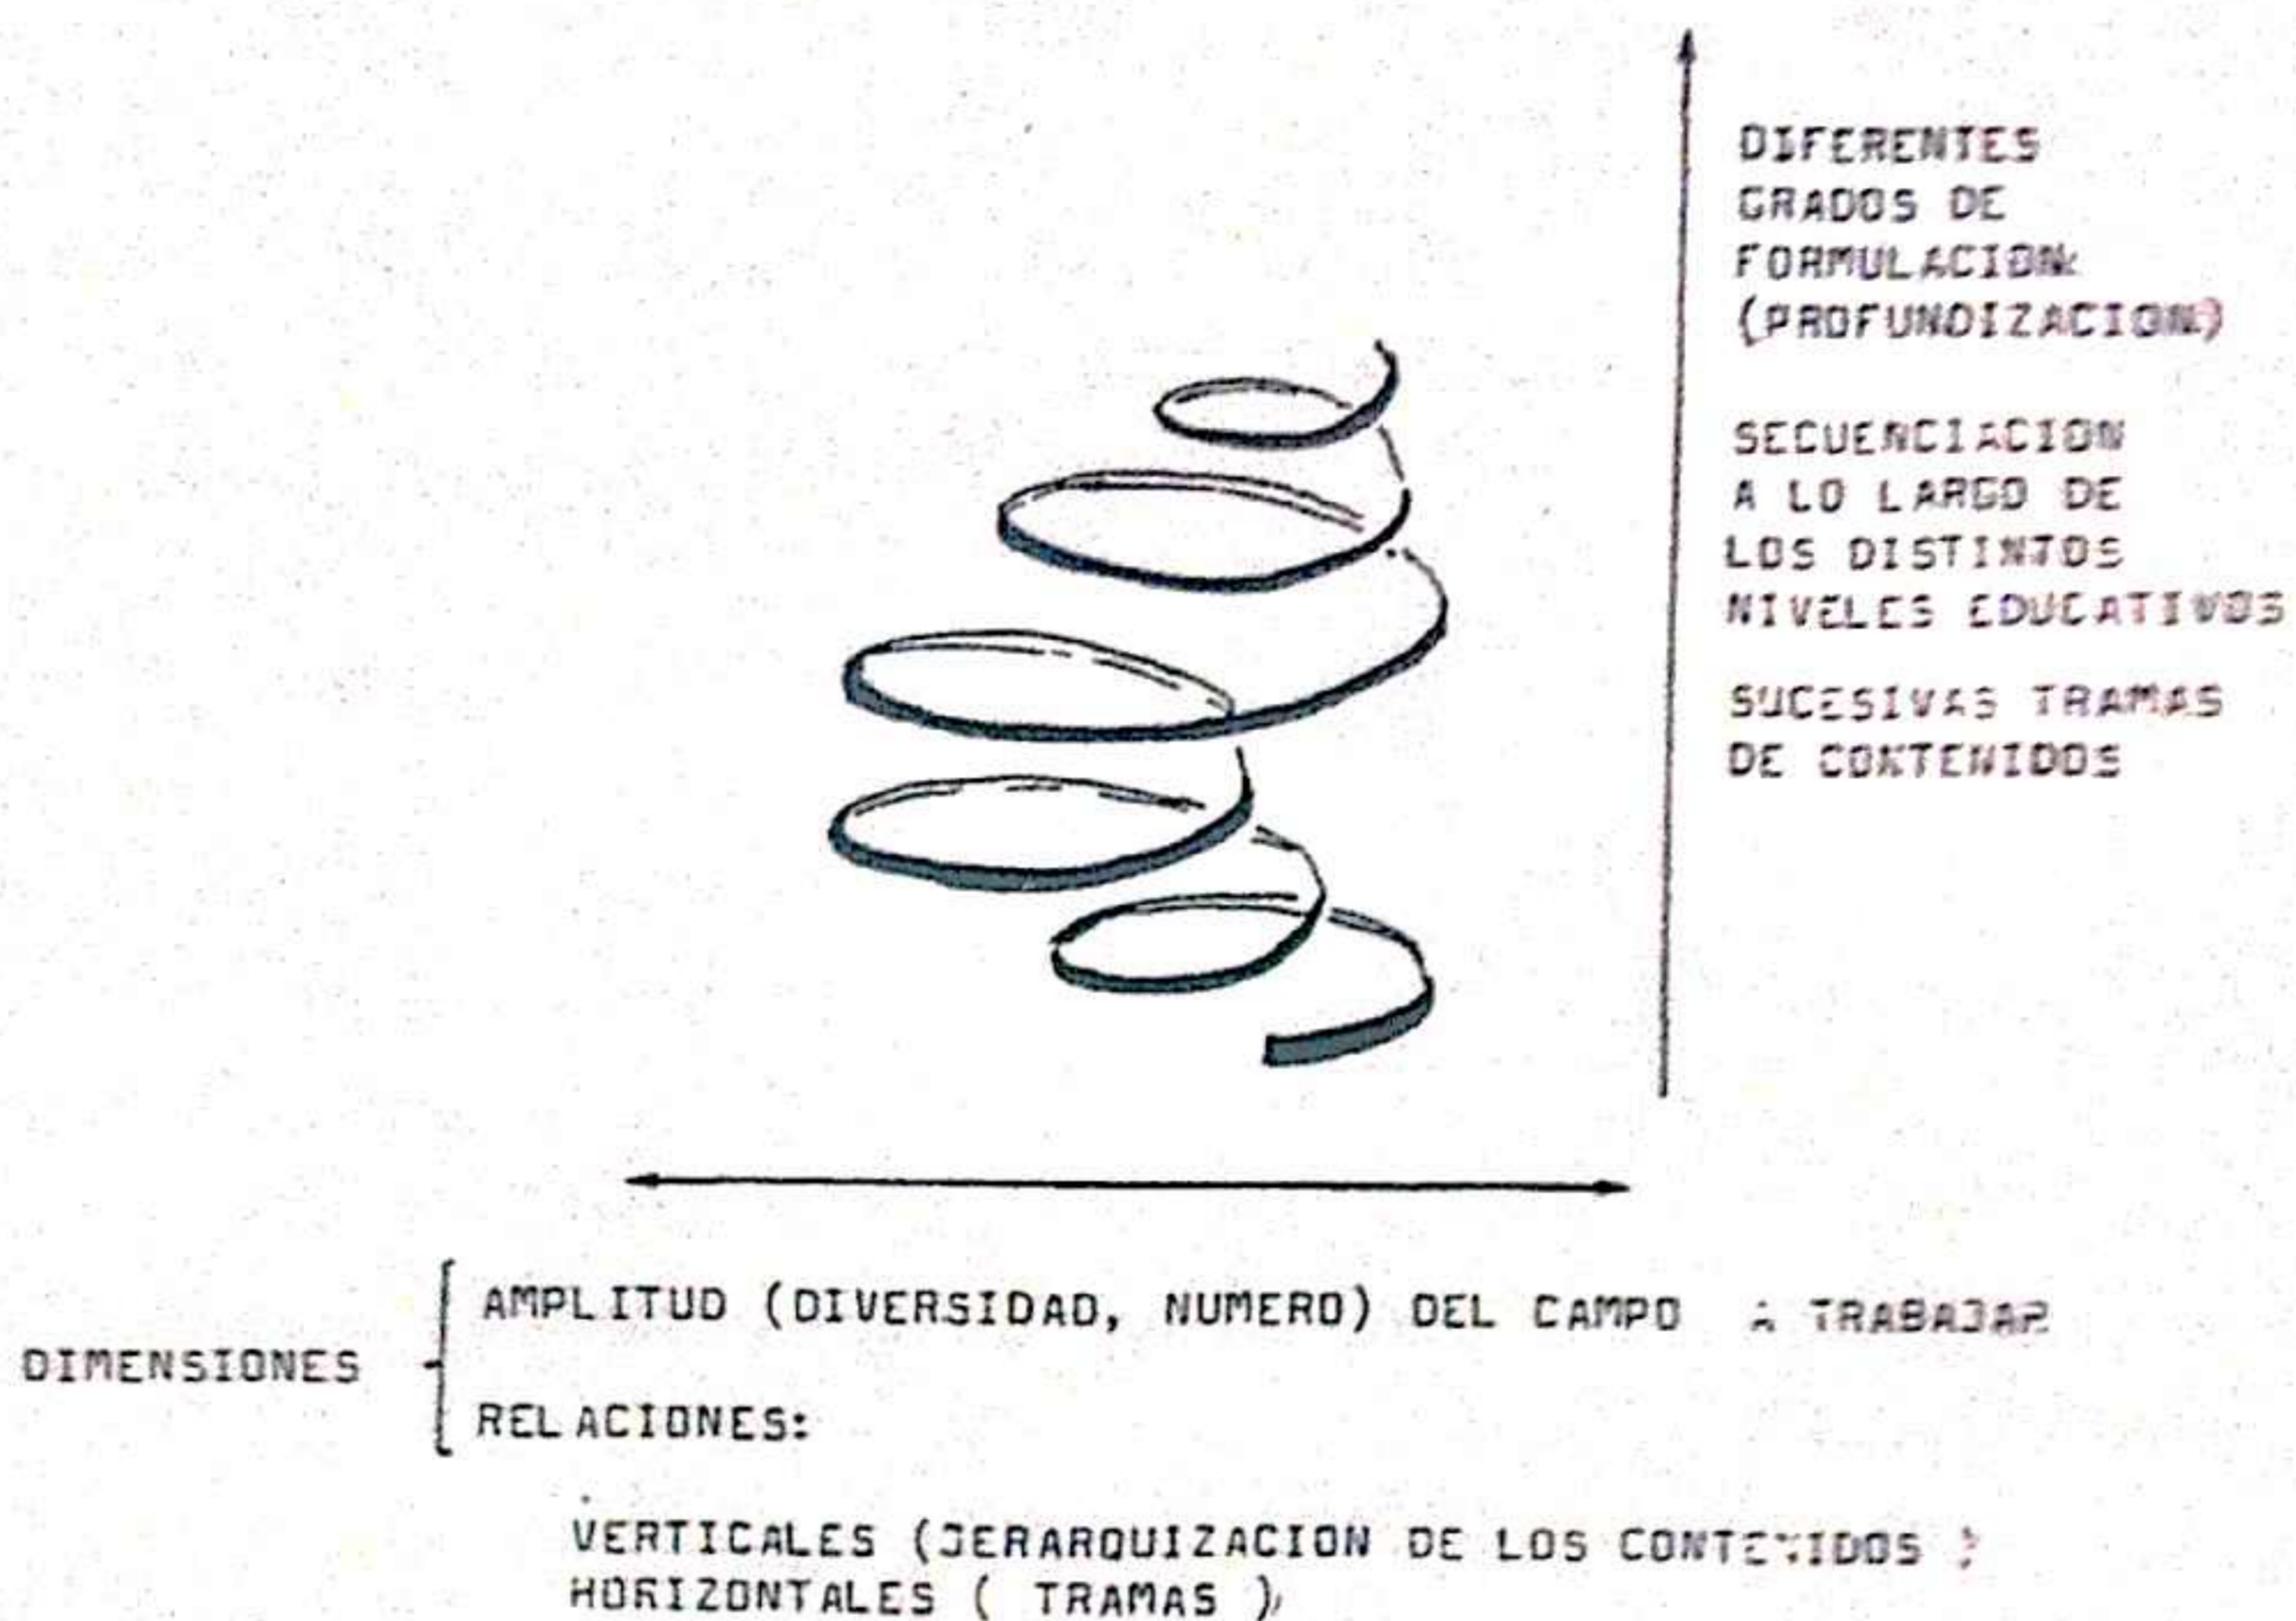 DIFERENTES
GRADOS DE
FORMULACION
(PROFUNDIZACION)
SECUENCIACION
A LO LARGO DE
LOS DISTINTOS
NIVELES EDUCATIVOS
SUCESIVAS TRAMAS
DE CONTENIDOS
AMPLITUD (DIVERSIDAD, NUMERO) DEL CAMPO A TRABAJAR
DIMENSIONES
RELACIONES:
VERTICALES (JERARQUIZACION DE LOS CONTENIDOS )
HORIZONTALES ( TRAMAS )